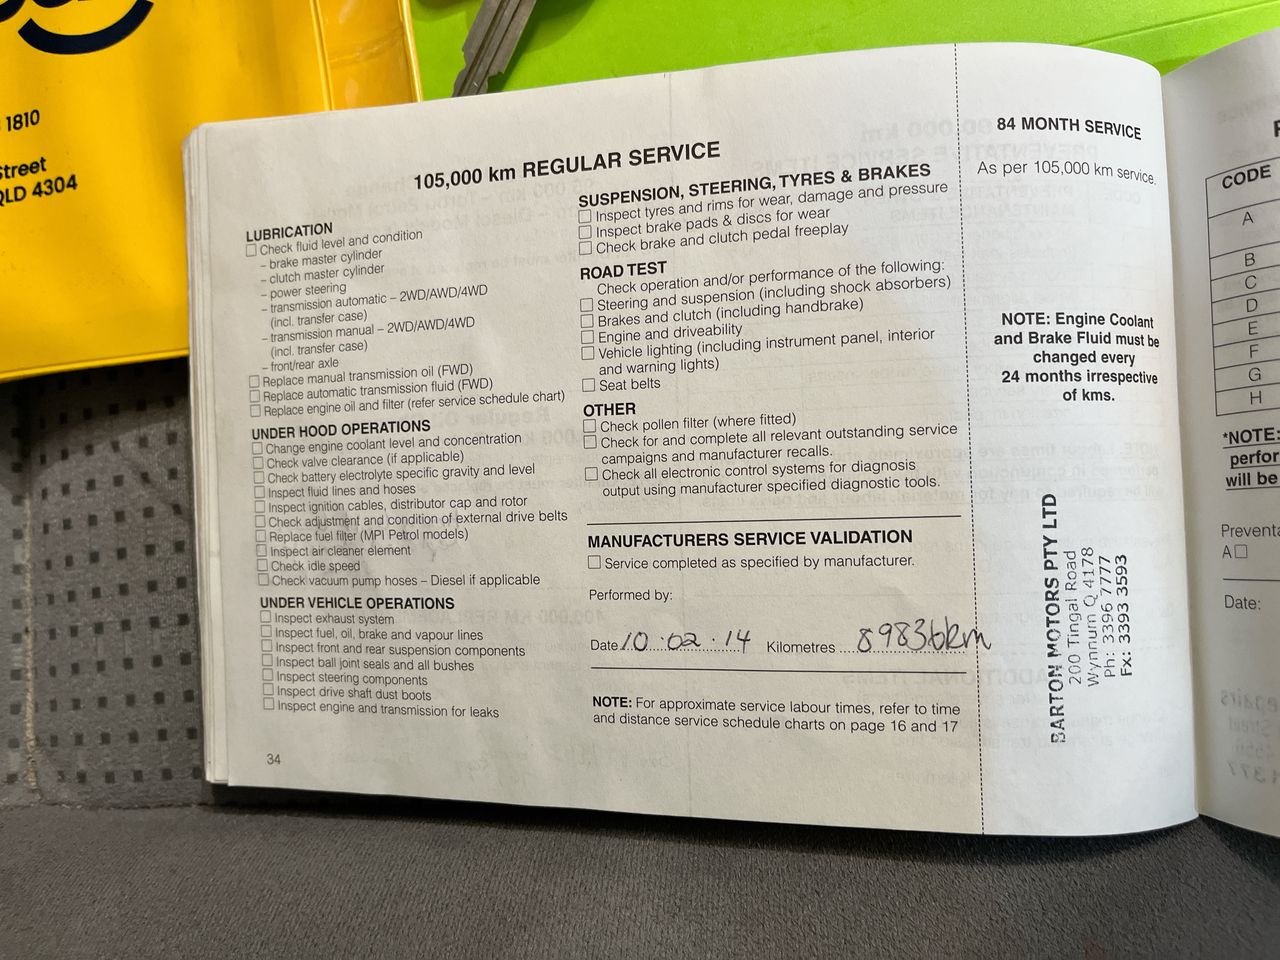 1810
Street
QLD 4304
105,000 km REGULAR SERVICE
LUBRICATION
Check fluid level and condition
– brake master cylinder
– clutch master cylinder
– power steering
– transmission automatic – 2WD/AWD/4WD
(incl. transfer case)
– transmission manual – 2WD/AWD/4WD
(incl. transfer case)
– front/rear axle
Replace manual transmission oil (FWD)
Replace automatic transmission fluid (FWD)
Replace engine oil and filter (refer service schedule chart)
UNDER HOOD OPERATIONS
Change engine coolant level and concentration
Check valve clearance (if applicable)
Check battery electrolyte specific gravity and level
Inspect fluid lines and hoses
Inspect ignition cables, distributor cap and rotor
Check adjustment and condition of external drive belts
Replace fuel filter (MPI Petrol models)
Inspect air cleaner element
Check idle speed
Check vacuum pump hoses – Diesel if applicable
UNDER VEHICLE OPERATIONS
Inspect exhaust system
Inspect fuel, oil, brake and vapour lines
Inspect front and rear suspension components
Inspect ball joint seals and all bushes
Inspect steering components
Inspect drive shaft dust boots
Inspect engine and transmission for leaks
34
SUSPENSION, STEERING, TYRES & BRAKES
Inspect tyres and rims for wear, damage and pressure
Inspect brake pads & discs for wear
Check brake and clutch pedal freeplay
ROAD TEST
Check operation and/or performance of the following:
Steering and suspension (including shock absorbers)
Brakes and clutch (including handbrake)
Engine and driveability
Vehicle lighting (including instrument panel, interior
and warning lights)
Seat belts
OTHER
Check pollen filter (where fitted)
Check for and complete all relevant outstanding service
campaigns and manufacturer recalls.
Check all electronic control systems for diagnosis
output using manufacturer specified diagnostic tools.
MANUFACTURERS SERVICE VALIDATION
Service completed as specified by manufacturer.
Performed by:
Date 10.02.14 Kilometres 89836km
NOTE: For approximate service labour times, refer to time
and distance service schedule charts on page 16 and 17
84 MONTH SERVICE
As per 105,000 km service.
NOTE: Engine Coolant
and Brake Fluid must be
changed every
24 months irrespective
of kms.
BARTON MOTORS PTY LTD
200 Tingal Road
Wynnum Q 4178
Ph: 3396 7777
Fx: 3393 3593
CODE
A
B
C
D
E
F
G
H
*NOTE:
perfor
will be
Preventa
A
Date: